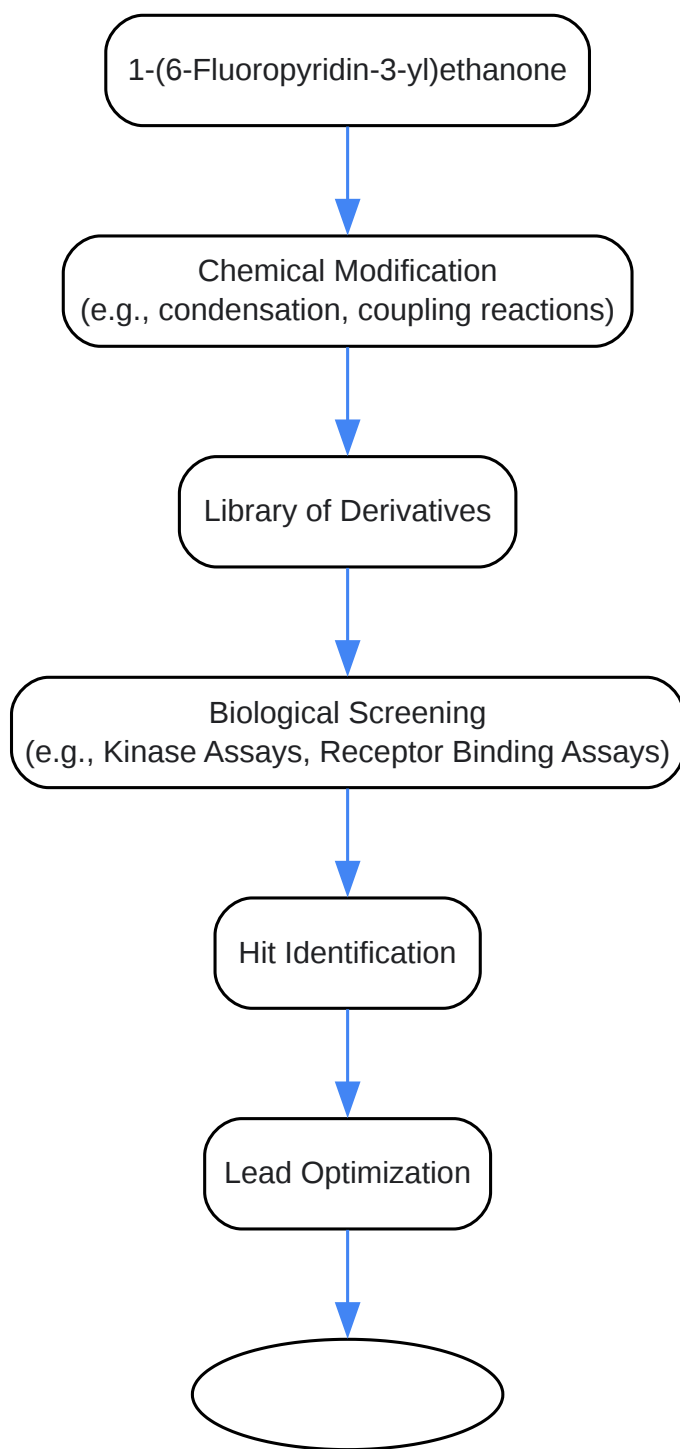 1-(6-Fluoropyridin-3-yl)ethanone
Chemical Modification
(e.g., condensation, coupling reactions)
Library of Derivatives
Biological Screening
(e.g., Kinase Assays, Receptor Binding Assays)
Hit Identification
Lead Optimization